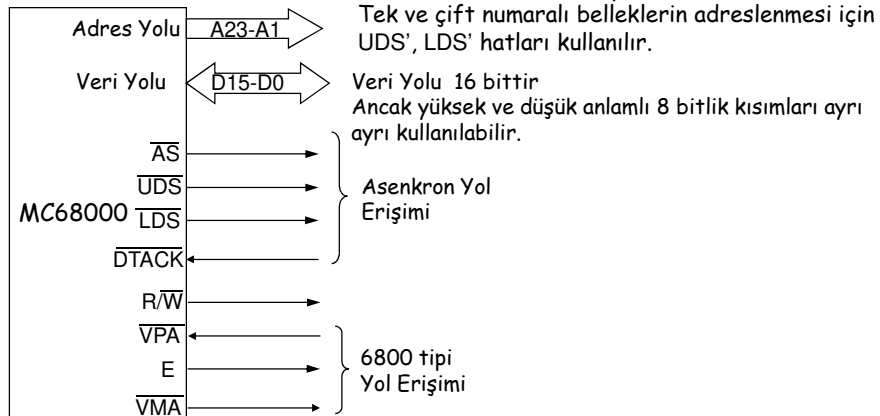 Tek ve çift numaralı belleklerin adreslenmesi için
Adres Yolu A23-A1
UDS', LDS' hatları kullanılır.
Veri Yolu D15-D0 Veri Yolu 16 bittir
Ancak yüksek ve düşük anlamlı 8 bitlik kısımları ayrı
ayrı kullanılabilir.
AS
UDS
Asenkron Yol
Erişimi
MC68000 LDS
DTACK
R/W
VPA
6800 tipi
E
Yol Erişimi
VMA